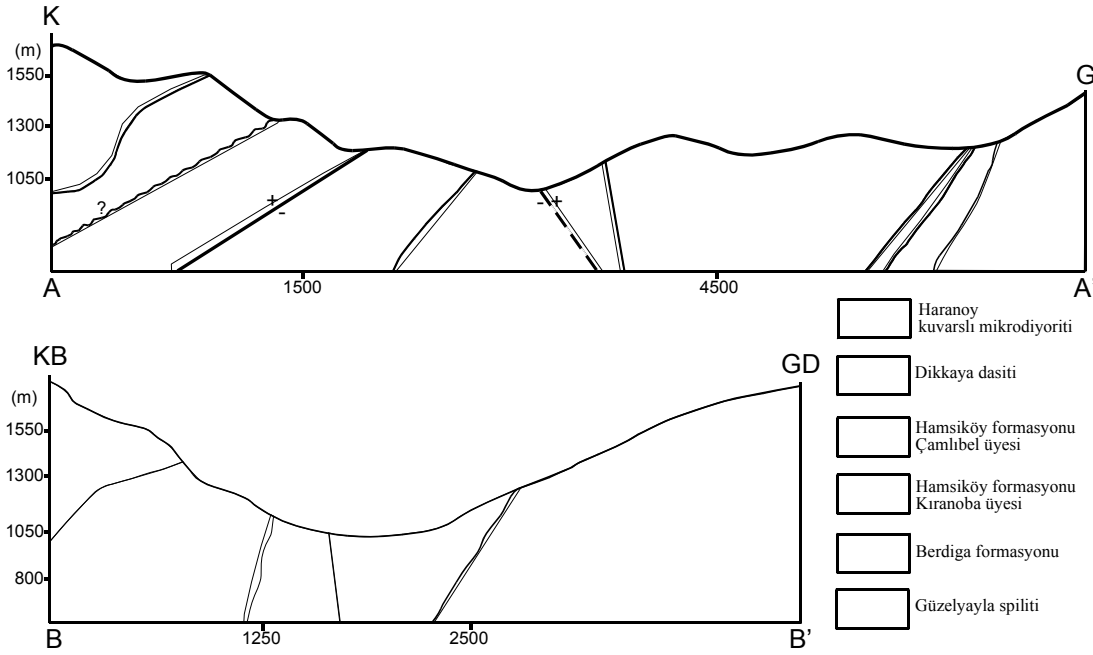 K
(m)
1550
1300
1050
G
?
+
-
- +
A
1500
4500
A'
KB
GD
(m)
1550
1300
1050
800
B
1250
2500
B'
Haranoy
kuvarslı mikrodiyoriti
Dikkaya dasiti
Hamsiköy formasyonu
Çamlıbel üyesi
Hamsiköy formasyonu
Kıranoba üyesi
Berdiga formasyonu
Güzelyayla spiliti